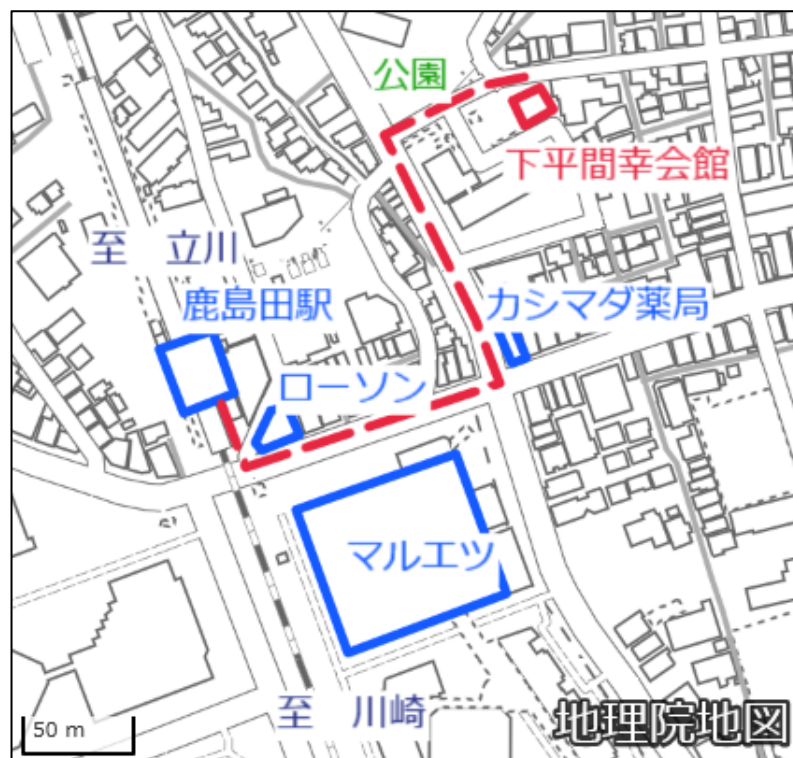 公園
下平間幸会館
至　立川
鹿島田駅
カシマダ薬局
ローソン
マルエツ
至　川崎
50 m
地理院地図